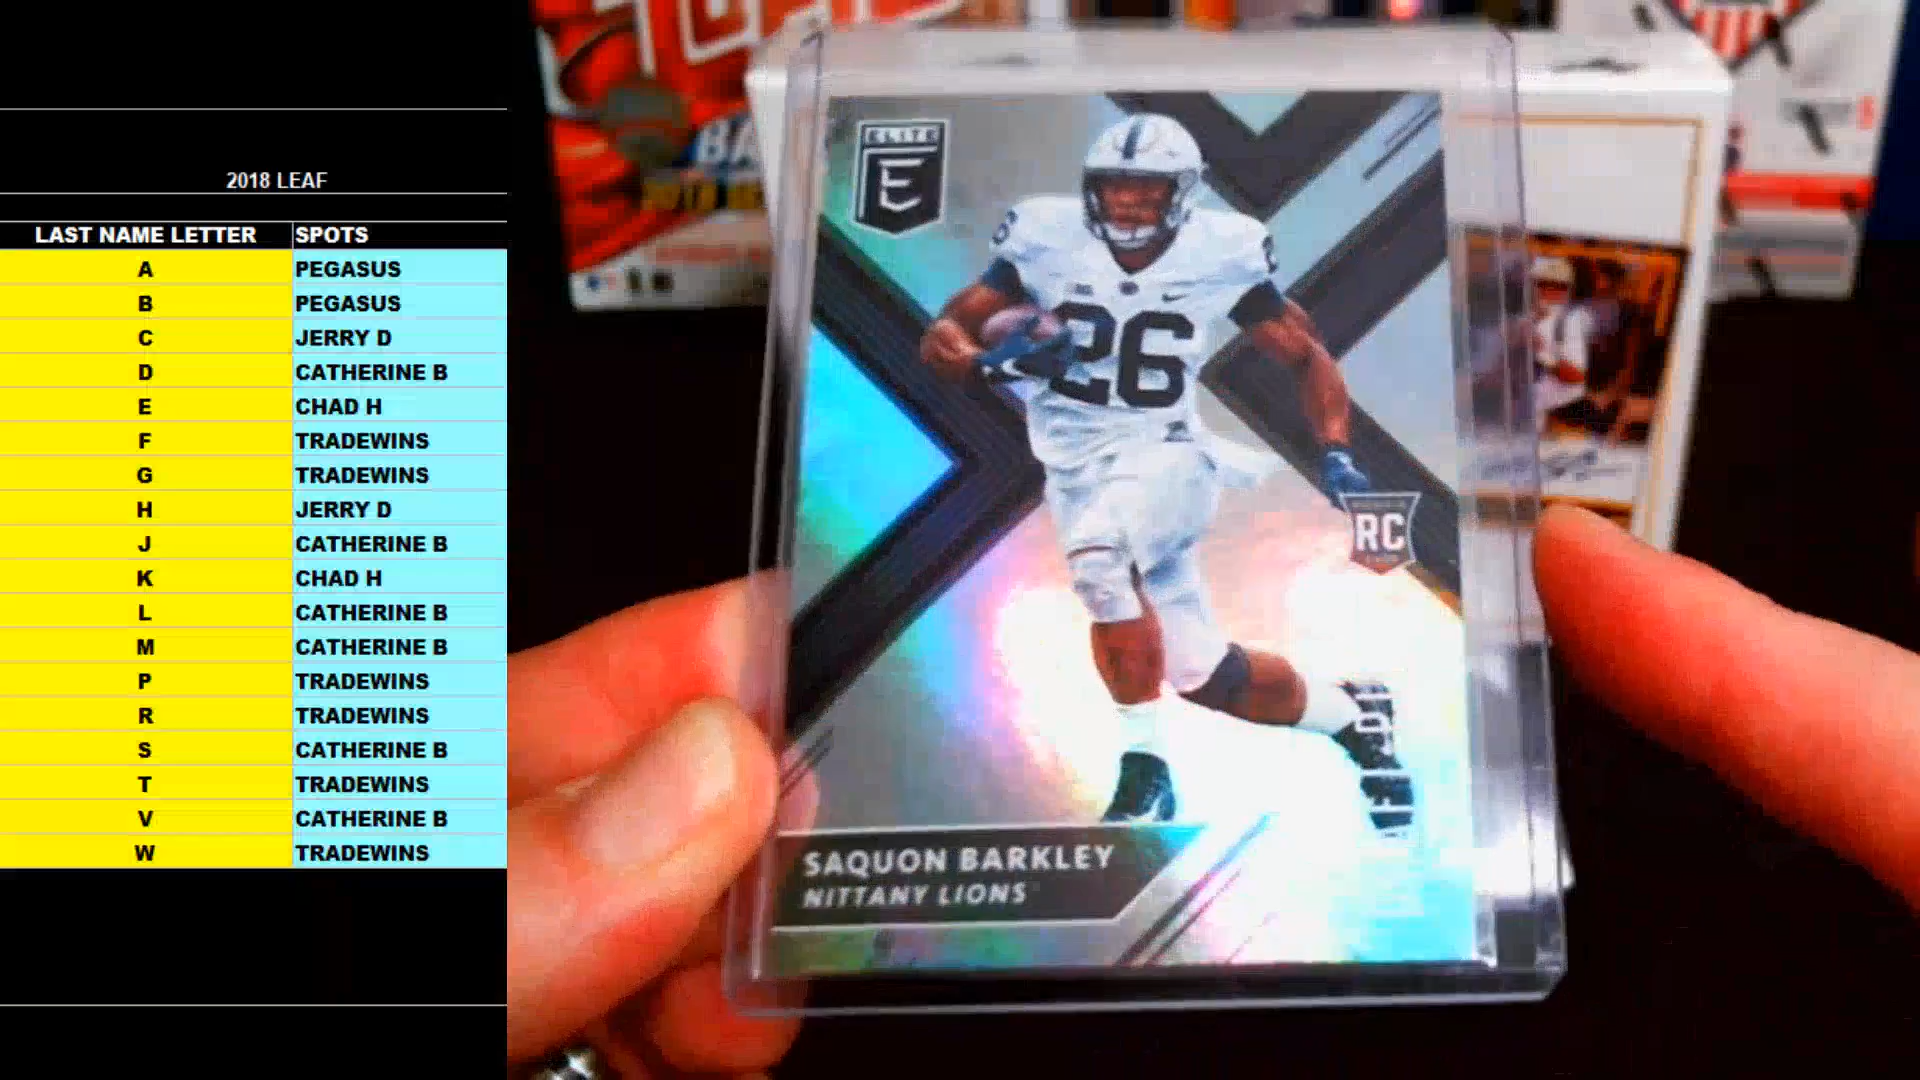 2018 LEAF
LAST NAME LETTER SPOTS
A PEGASUS
B PEGASUS
C JERRY D
D CATHERINE B
E CHAD H
F TRADEWINS
G TRADEWINS
H JERRY D
J CATHERINE B
K CHAD H
L CATHERINE B
M CATHERINE B
P TRADEWINS
R TRADEWINS
S CATHERINE B
T TRADEWINS
V CATHERINE B
W TRADEWINS
ELITE
E
26
26
RC
SAQUON BARKLEY
NITTANY LIONS